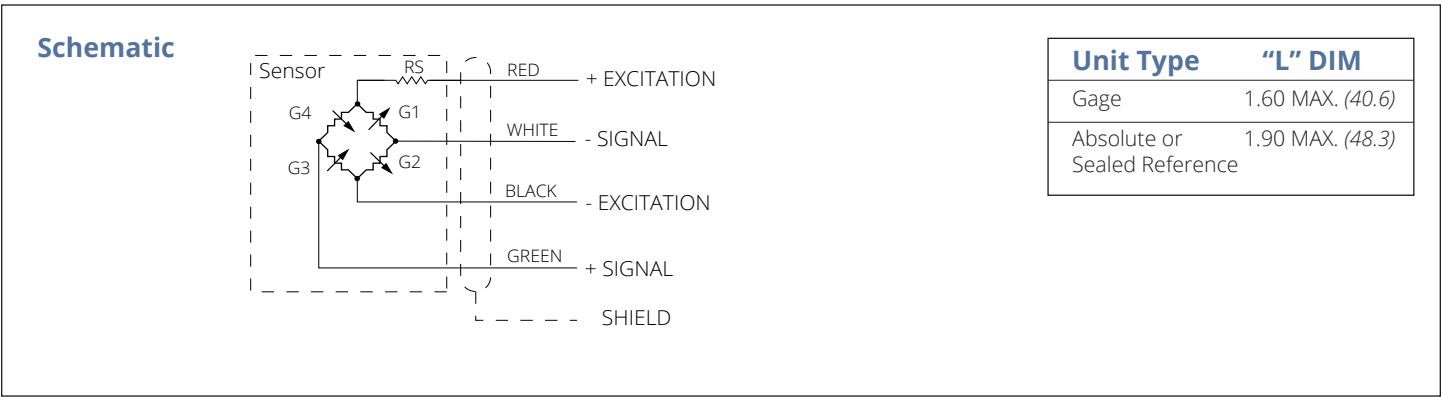 Schematic
Sensor
RS
RED
+ EXCITATION
G4
G1
WHITE
- SIGNAL
G3
G2
BLACK
- EXCITATION
GREEN
+ SIGNAL
SHIELD
Unit Type “L” DIM
Gage 1.60 MAX. (40.6)
Absolute or 1.90 MAX. (48.3)
Sealed Reference